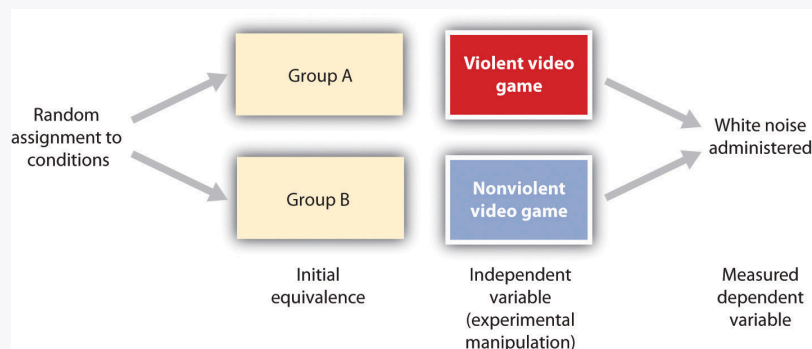 Random
assignment to
conditions
Group A
Group B
Violent video
game
Nonviolent
video game
White noise
administered
Initial
equivalence
Independent
variable
(experimental
manipulation)
Measured
dependent
variable